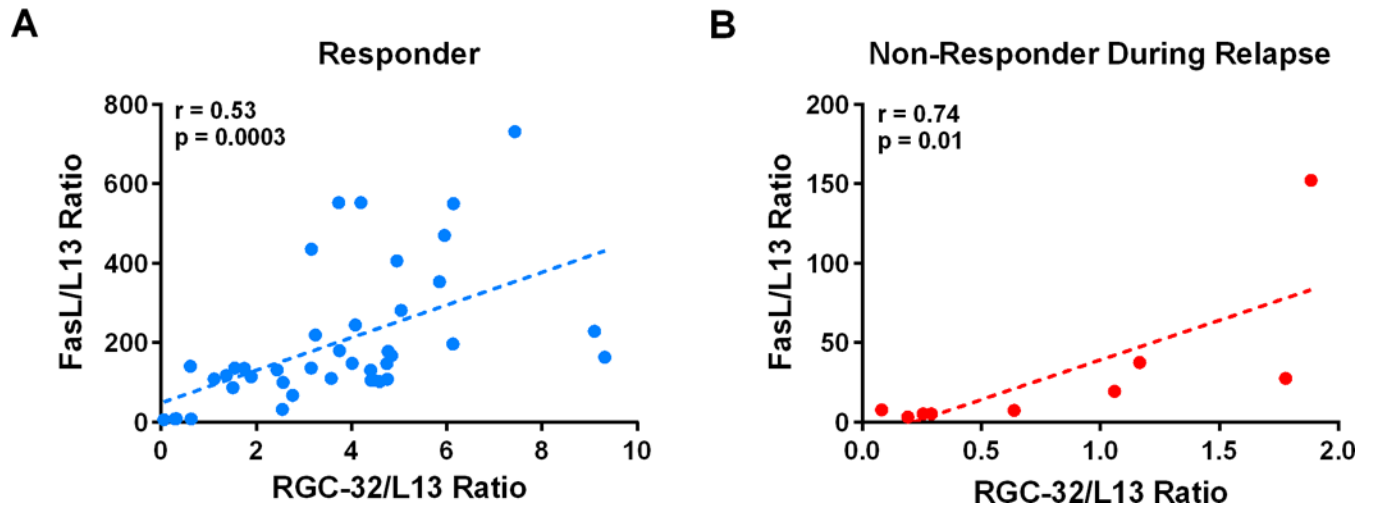 A
Responder
r = 0.53
p = 0.0003
800
600
400
200
0
0 2 4 6 8 10
FasL/L13 Ratio
RGC-32/L13 Ratio
B
Non-Responder During Relapse
r = 0.74
p = 0.01
200
150
100
50
0
0.0 0.5 1.0 1.5 2.0
FasL/L13 Ratio
RGC-32/L13 Ratio